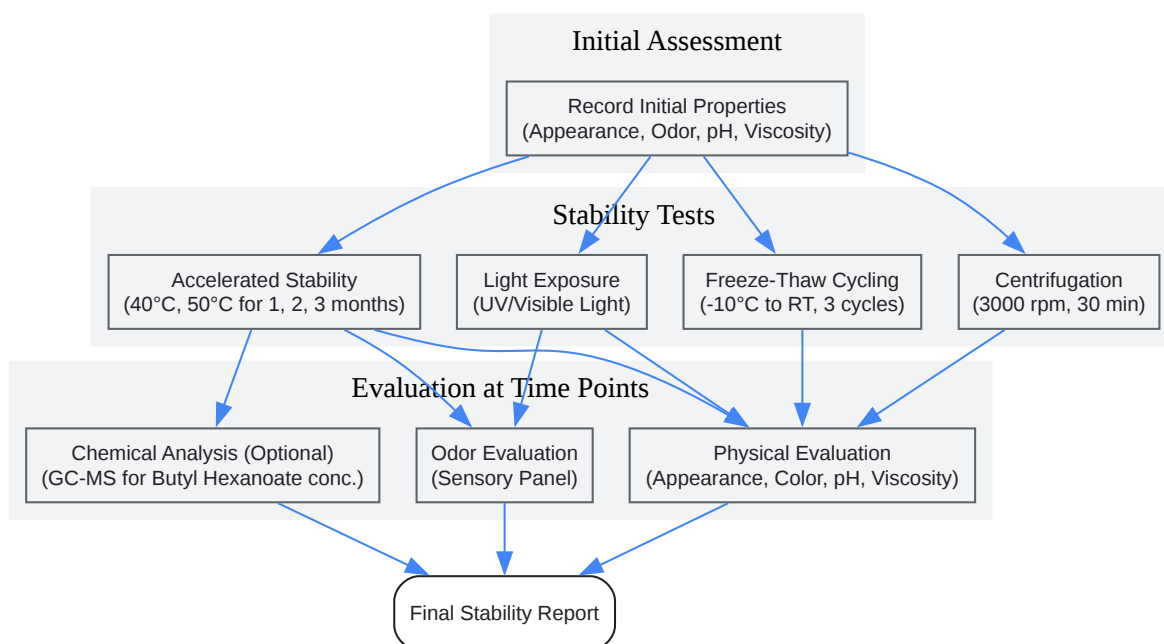 Initial Assessment
Record Initial Properties
(Appearance, Odor, pH, Viscosity)
Stability Tests
Accelerated Stability
(40°C, 50°C for 1, 2, 3 months)
Light Exposure
(UV/Visible Light)
Freeze-Thaw Cycling
(-10°C to RT, 3 cycles)
Centrifugation
(3000 rpm, 30 min)
Evaluation at Time Points
Chemical Analysis (Optional)
(GC-MS for Butyl Hexanoate conc.)
Odor Evaluation
(Sensory Panel)
Physical Evaluation
(Appearance, Color, pH, Viscosity)
Final Stability Report